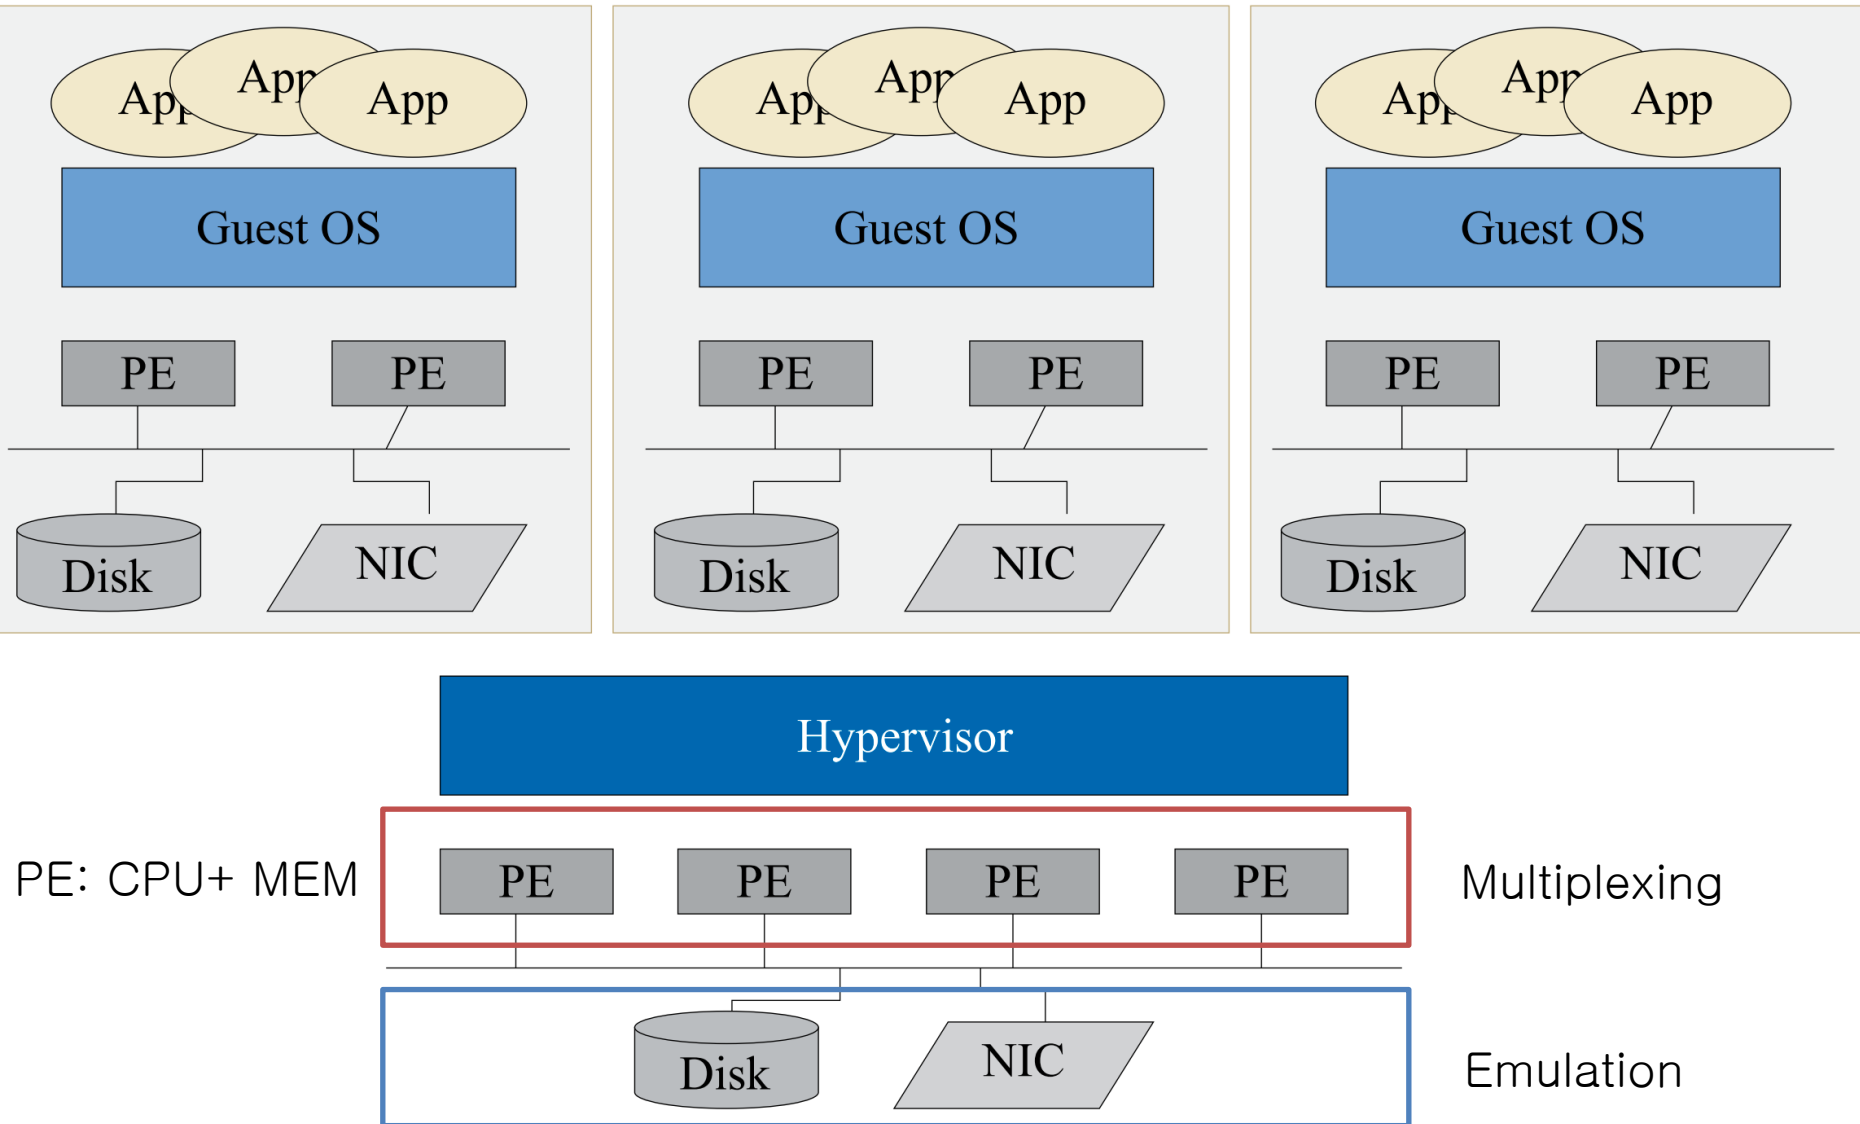 App App App
App App App
App App App
Guest OS
Guest OS
Guest OS
PE PE
PE PE
PE PE
Disk NIC
Disk NIC
Disk NIC
Hypervisor
PE: CPU+ MEM
PE PE PE PE
Multiplexing
Disk NIC
Emulation